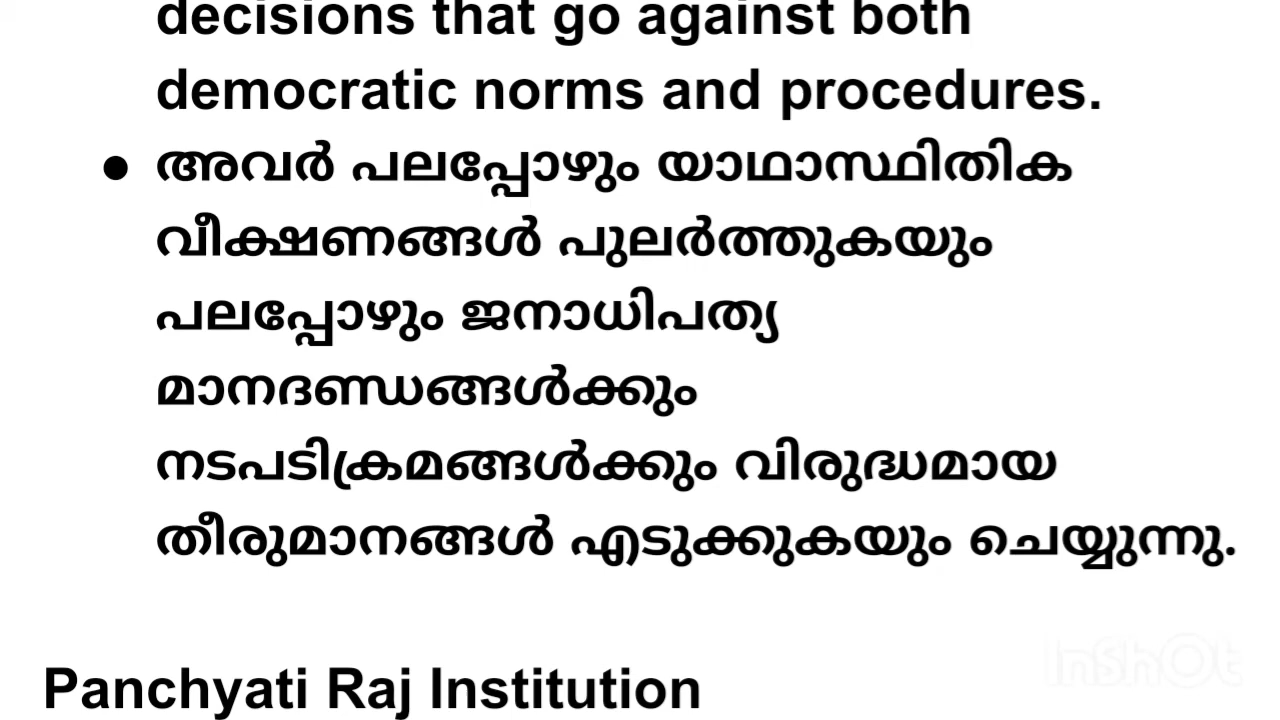 decisions that go against both
democratic norms and procedures.
● അവർ പലപ്പോഴും യാഥാസ്ഥിതിക
വീക്ഷണങ്ങൾ പുലർത്തുകയും
പലപ്പോഴും ജനാധിപത്യ
മാനദണ്ഡങ്ങൾക്കും
നടപടിക്രമങ്ങൾക്കും വിരുദ്ധമായ
തീരുമാനങ്ങൾ എടുക്കുകയും ചെയ്യുന്നു.
Panchyati Raj Institution
InShOt